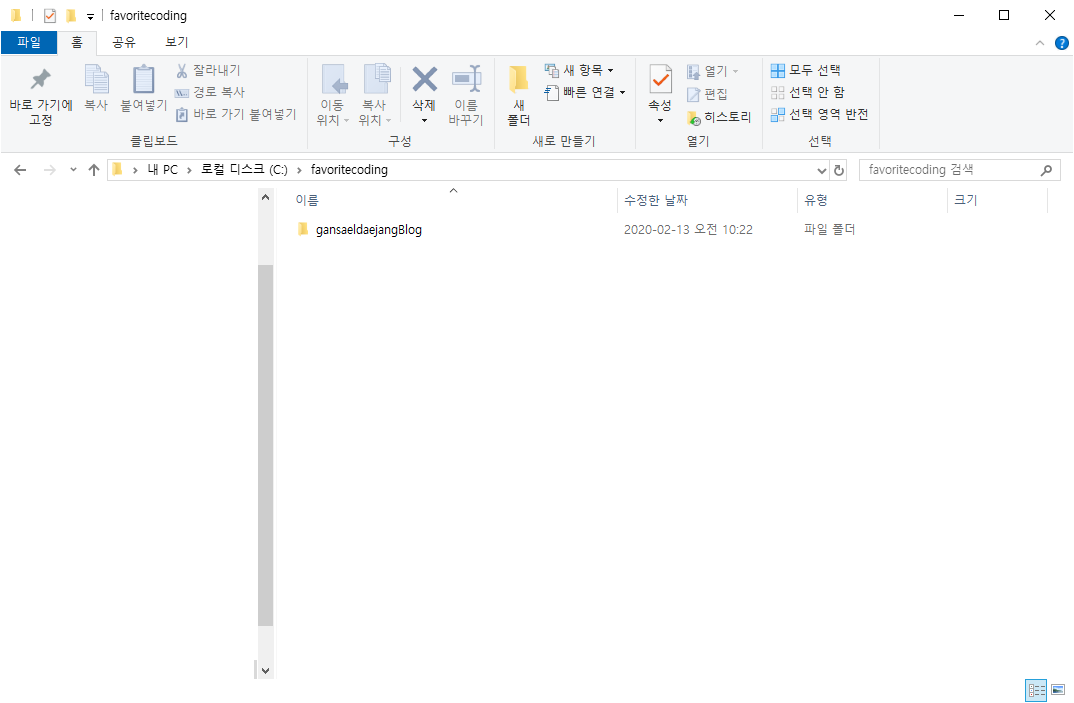 favoritecoding
파일 홈 공유 보기
바로 가기에 고정
복사
붙여넣기
잘라내기
경로 복사
바로 가기 붙여넣기
클립보드
이동 위치
복사 위치
삭제
이름 바꾸기
구성
새 폴더
새 항목
빠른 연결
새로 만들기
속성
열기
편집
히스토리
열기
모두 선택
선택 안 함
선택 영역 반전
선택
내 PC > 로컬 디스크 (C:) > favoritecoding
favoritecoding 검색
이름 수정한 날짜 유형 크기
gansaeldaejangBlog 2020-02-13 오전 10:22 파일 폴더